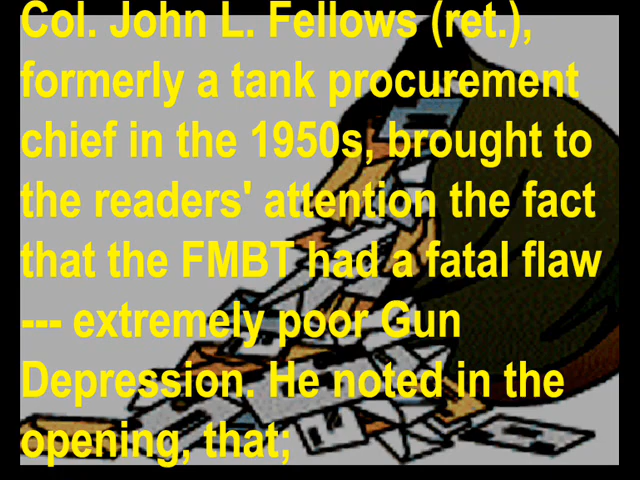 Col. John L. Fellows (ret.),
formerly a tank procurement
chief in the 1950s, brought to
the readers' attention the fact
that the FMBT had a fatal flaw
--- extremely poor Gun
Depression. He noted in the
opening, that;